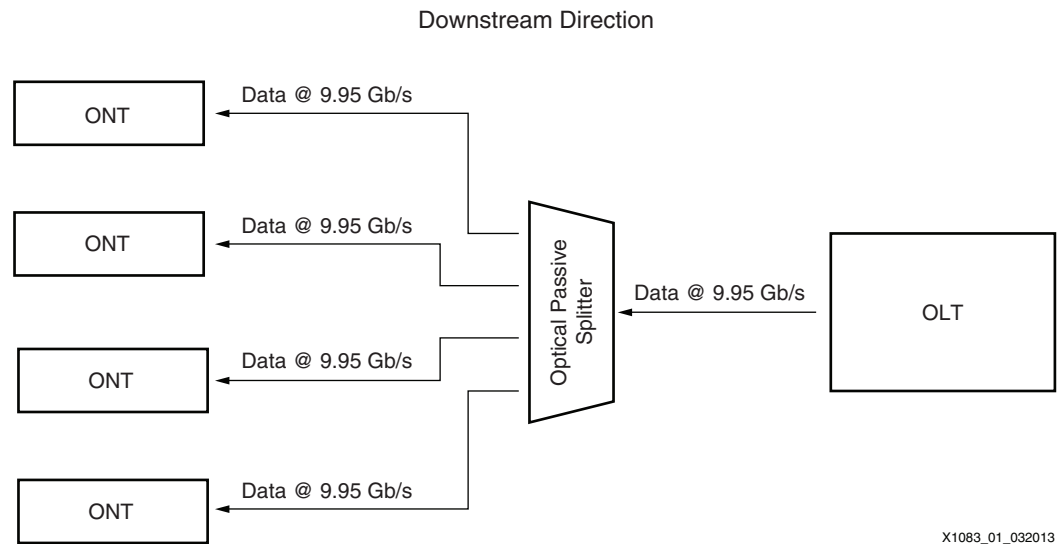 Downstream Direction
ONT
Data @ 9.95 Gb/s
ONT
Data @ 9.95 Gb/s
ONT
Data @ 9.95 Gb/s
ONT
Data @ 9.95 Gb/s
Optical Passive
Splitter
Data @ 9.95 Gb/s
OLT
X1083_01_032013